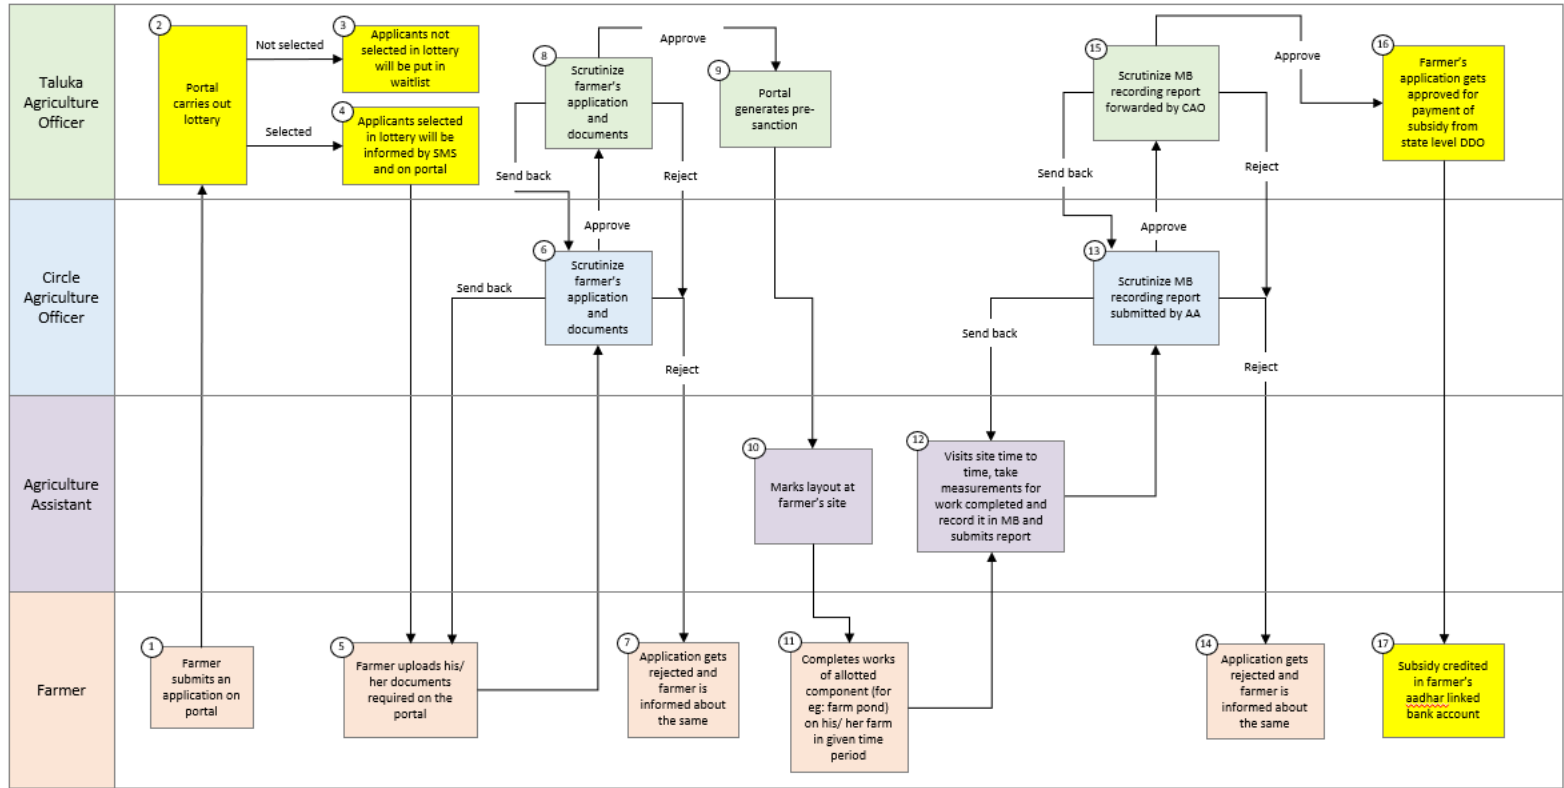 Taluka
Agriculture
Officer
2
Portal
carries out
lottery
Not selected
Selected
3
Applicants not
selected in lottery
will be put in
waitlist
4
Applicants selected
in lottery will be
informed by SMS
and on portal
8
Scrutinize
farmer's
application
and
documents
Send back
Approve
Reject
9
Portal
generates pre-
sanction
15
Scrutinize MB
recording report
forwarded by CAO
Send back
Approve
Reject
16
Farmer's
application gets
approved for
payment of
subsidy from
state level DDO
Circle
Agriculture
Officer
Approve
6
Scrutinize
farmer's
application
and
documents
Send back
Reject
Approve
13
Scrutinize MB
recording report
submitted by AA
Send back
Reject
Agriculture
Assistant
10
Marks layout at
farmer's site
12
Visits site time to
time, take
measurements for
work completed and
record it in MB and
submits report
Farmer
1
Farmer
submits an
application on
portal
5
Farmer uploads his/
her documents
required on the
portal
7
Application gets
rejected and
farmer is
informed about
the same
11
Completes works
of allotted
component (for
eg: farm pond)
on his/ her farm
in given time
period
14
Application gets
rejected and
farmer is
informed about
the same
17
Subsidy credited
in farmer's
aadhar linked
bank account